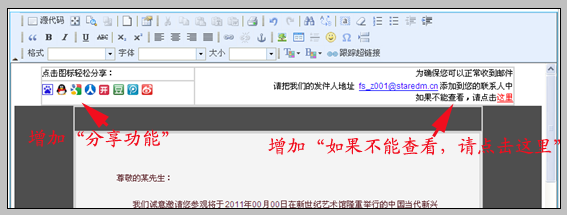 源代码
B I U ABC X₂ X²
格式 字体 大小 跟踪超链接
点击图标轻松分享：
为确保您可以正常收到邮件
请把我们的发件人地址 fs_z001@staredm.cn 添加到您的联系人中
如果不能查看，请点击这里
增加“分享功能”
增加“如果不能查看，请点击这里”
尊敬的某先生：
我们诚意邀请您参观将于2011年00月00日在新世纪艺术馆隆重举行的中国当代新兴